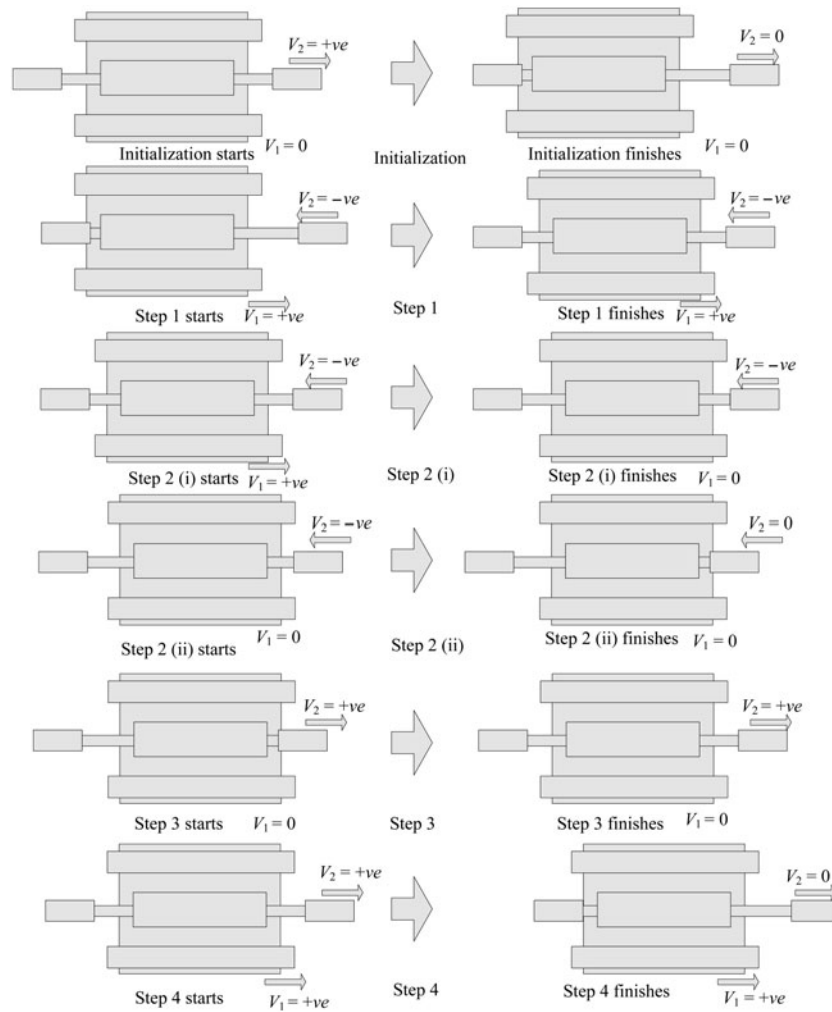 V₂ = +ve
V₂ = 0
Initialization starts
V₁ = 0
Initialization
Initialization finishes
V₁ = 0
V₂ = −ve
V₂ = −ve
Step 1 starts
V₁ = +ve
Step 1
Step 1 finishes
V₁ = +ve
V₂ = −ve
V₂ = −ve
Step 2 (i) starts
V₁ = +ve
Step 2 (i)
Step 2 (i) finishes
V₁ = 0
V₂ = −ve
V₂ = 0
Step 2 (ii) starts
V₁ = 0
Step 2 (ii)
Step 2 (ii) finishes
V₁ = 0
V₂ = +ve
V₂ = +ve
Step 3 starts
V₁ = 0
Step 3
Step 3 finishes
V₁ = 0
V₂ = +ve
V₂ = 0
Step 4 starts
V₁ = +ve
Step 4
Step 4 finishes
V₁ = +ve